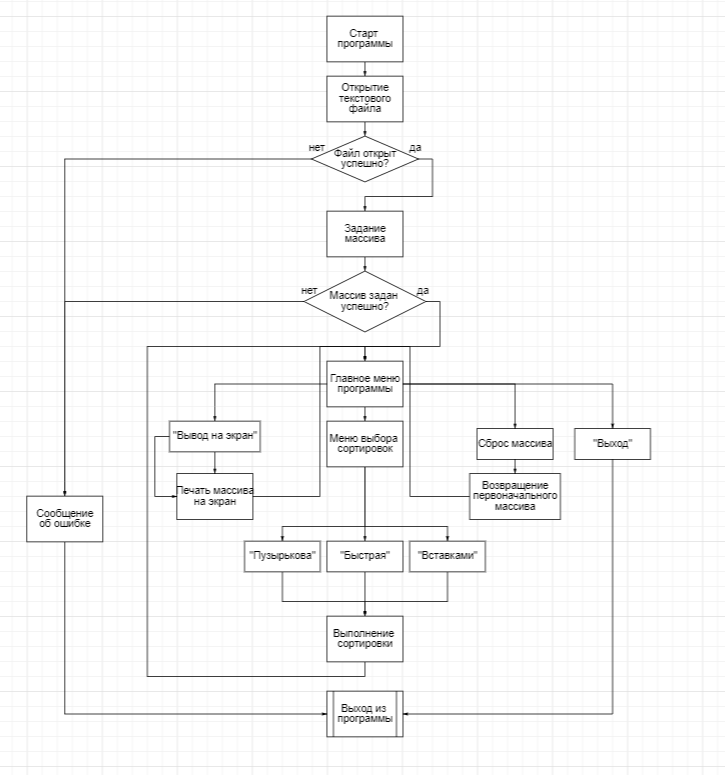 Старт
программы
Открытие
текстового
файла
нет
да
Файл открыт
успешно?
Задание
массива
нет
да
Массив задан
успешно?
Главное меню
программы
"Вывод на экран"
Меню выбора
сортировок
Сброс массива
"Выход"
Печать массива
на экран
Возвращение
первоначального
массива
Сообщение
об ошибке
"Пузырькова"
"Быстрая"
"Вставками"
Выполнение
сортировки
Выход из
программы